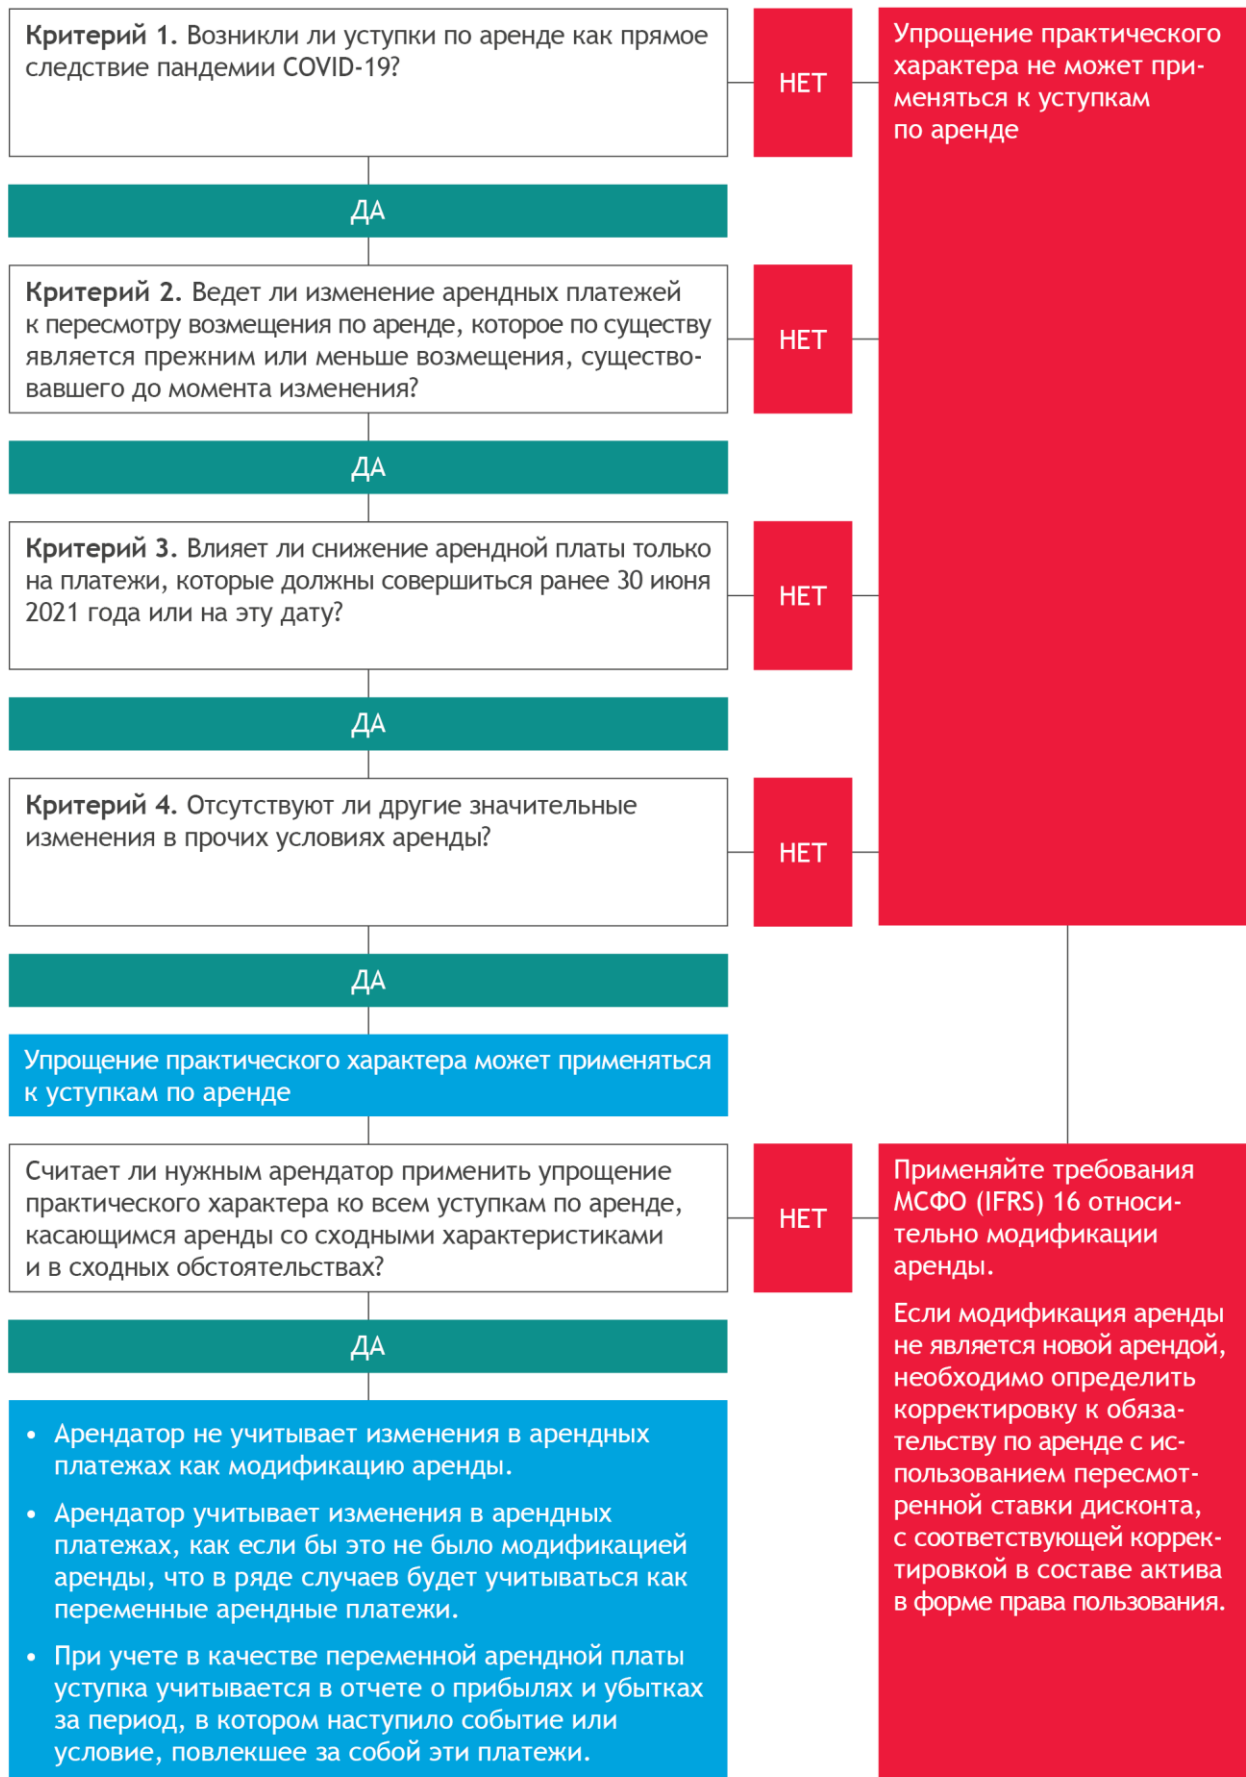 Критерий 1. Возникли ли уступки по аренде как прямое
следствие пандемии COVID-19?
НЕТ
Упрощение практического
характера не может при-
меняться к уступкам
по аренде
ДА
Критерий 2. Ведет ли изменение арендных платежей
к пересмотру возмещения по аренде, которое по существу
является прежним или меньше возмещения, существо-
вавшего до момента изменения?
НЕТ
ДА
Критерий 3. Влияет ли снижение арендной платы только
на платежи, которые должны совершиться ранее 30 июня
2021 года или на эту дату?
НЕТ
ДА
Критерий 4. Отсутствуют ли другие значительные
изменения в прочих условиях аренды?
НЕТ
ДА
Упрощение практического характера может применяться
к уступкам по аренде
Считает ли нужным арендатор применить упрощение
практического характера ко всем уступкам по аренде,
касающимся аренды со сходными характеристиками
и в сходных обстоятельствах?
НЕТ
Применяйте требования
МСФО (IFRS) 16 относи-
тельно модификации
аренды.
Если модификация аренды
не является новой арендой,
необходимо определить
корректировку к обяза-
тельству по аренде с ис-
пользованием пересмот-
ренной ставки дисконта,
с соответствующей коррек-
тировкой в составе актива
в форме права пользования.
ДА
• Арендатор не учитывает изменения в арендных
платежах как модификацию аренды.
• Арендатор учитывает изменения в арендных
платежах, как если бы это не было модификацией
аренды, что в ряде случаев будет учитываться как
переменные арендные платежи.
• При учете в качестве переменной арендной платы
уступка учитывается в отчете о прибылях и убытках
за период, в котором наступило событие или
условие, повлекшее за собой эти платежи.